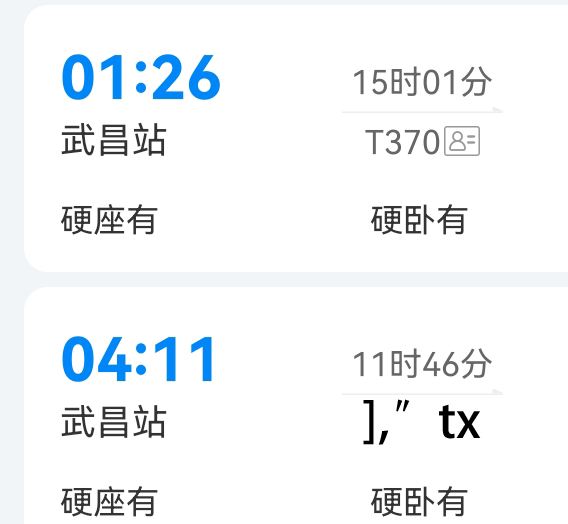 01:26
15时01分
武昌站
T370
硬座有
硬卧有
04:11
11时46分
武昌站
],″ tx
硬座有
硬卧有